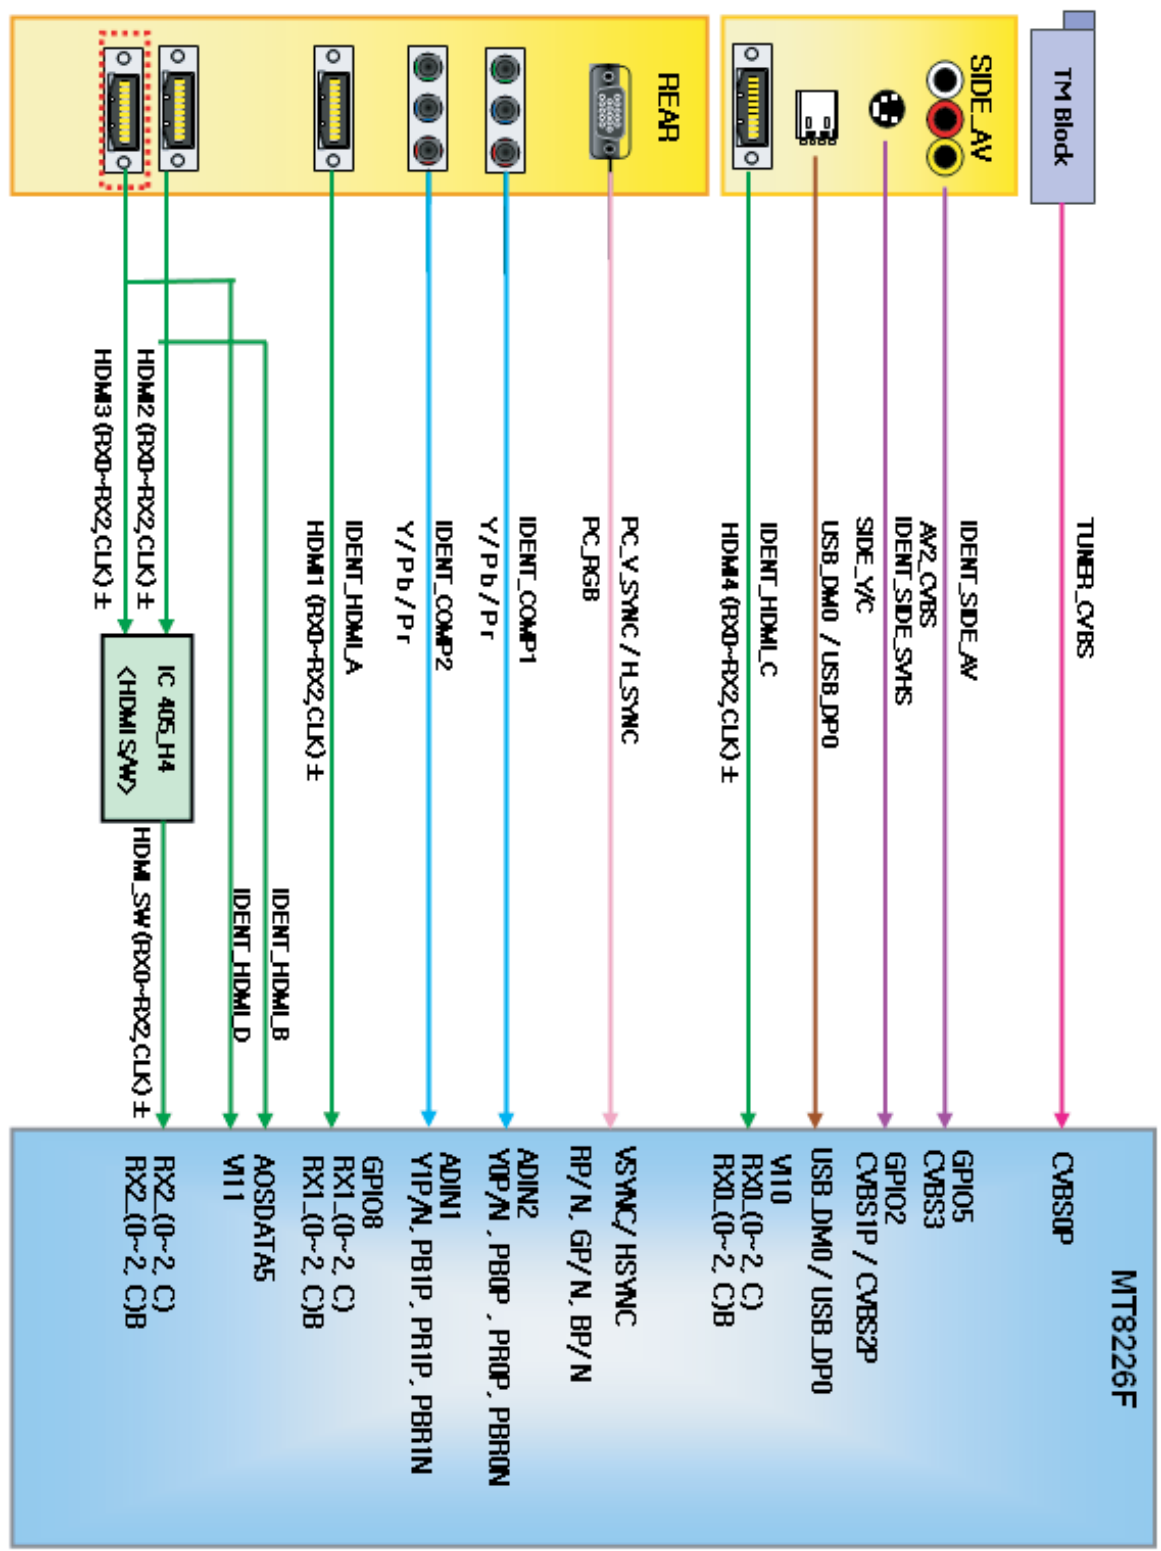 TM Block
TUNER_CVBS
CVBS0P
MT8226F
SIDE_AV
IDENT_SIDE_AV
AV2_CVBS
GPIO5
CVBS3
IDENT_SIDE_SVHS
SIDE_Y/C
GPIO2
CVBS1P / CVBS2P
USB_DM0 / USB_DP0
USB_DM0 / USB_DP0
IDENT_HDMI_C
HDMI4 (RX0~RX2,CLK) ±
VI10
RX0_(0~2, C)
RX0_(0~2, C)B
REAR
PC_V_SYNC / H_SYNC
PC_RGB
VSYNC/ HSYNC
RP/ N, GP/ N, BP/ N
IDENT_COMP1
Y/Pb/Pr
ADIN2
Y0P/N , PB0P , PR0P, PBR0N
IDENT_COMP2
Y/Pb/Pr
ADIN1
Y1P/N, PB1P, PR1P, PBR1N
IDENT_HDMI_A
HDMI1 (RX0~RX2,CLK) ±
GPIO8
RX1_(0~2, C)
RX1_(0~2, C)B
IDENT_HDMI_B
AOSDATA5
IDENT_HDMI_D
VI11
HDMI2 (RX0~RX2,CLK) ±
HDMI3 (RX0~RX2,CLK) ±
IC 405_H4
<HDMI S/W>
HDMI_SW (RX0~RX2,CLK) ±
RX2_(0~2, C)
RX2_(0~2, C)B